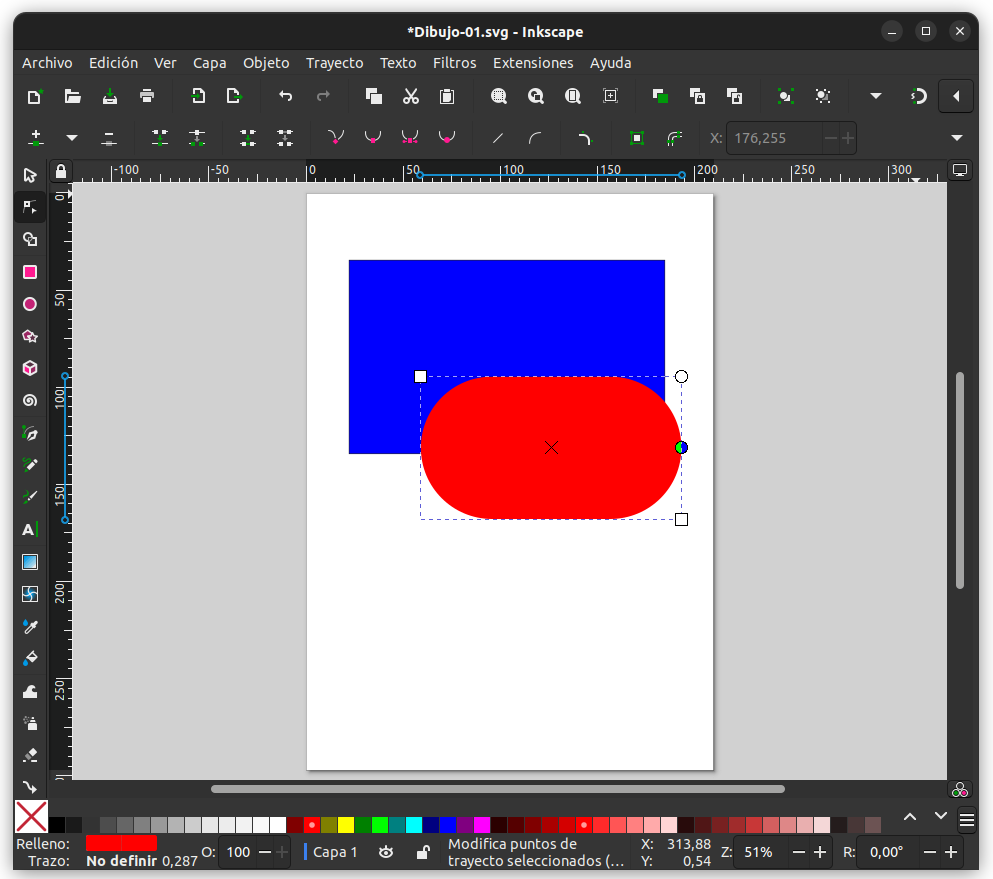 *Dibujo-01.svg - Inkscape
Archivo Edición Ver Capa Objeto Trayecto Texto Filtros Extensiones Ayuda
X: 176,255
-100 -50 0 50 100 150 200 250 300
0
50
100
150
200
250
A
Relleno:
Trazo: No definir 0,287
O: 100
Capa 1
Modifica puntos de
trayecto seleccionados (...
X: 313,88
Y: 0,54
Z: 51%
R: 0,00°